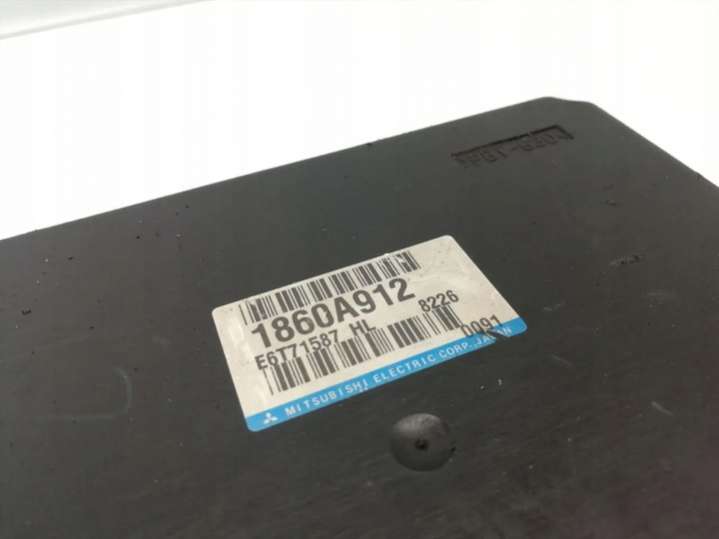 1860A912
E6T71587 HL 8226
0091
MITSUBISHI ELECTRIC CORP. JAPAN